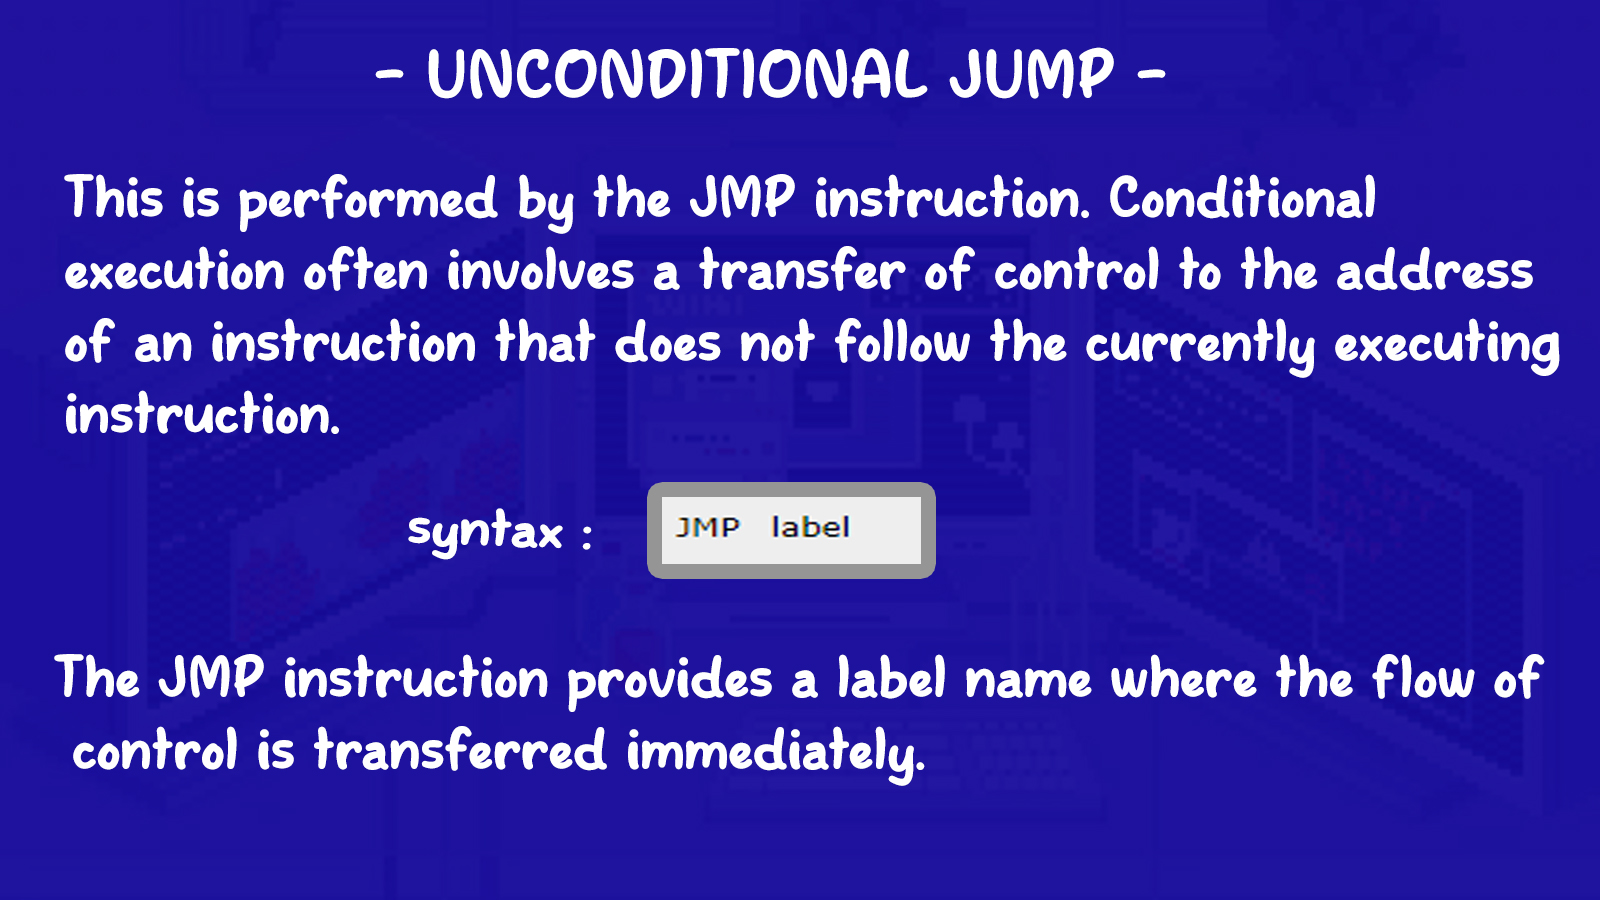 - UNCONDITIONAL JUMP -
This is performed by the JMP instruction. Conditional
execution often involves a transfer of control to the address
of an instruction that does not follow the currently executing
instruction.
syntax :
JMP label
The JMP instruction provides a label name where the flow of
control is transferred immediately.